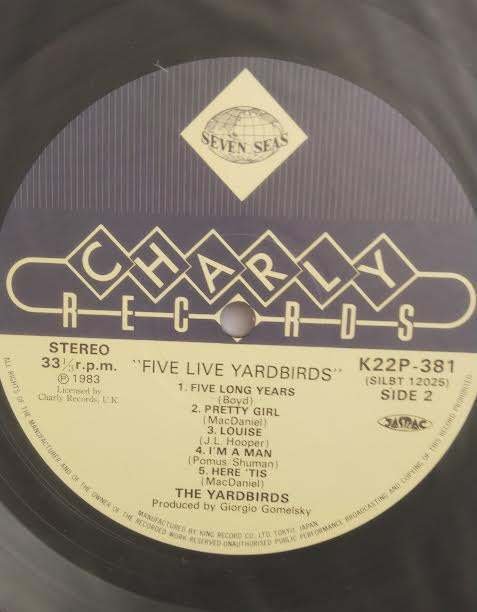 SEVEN SEAS
CHARLY
RECORDS
STEREO
33⅓r.p.m.
Ⓟ 1983
Licensed by
Charly Records, U.K.
"FIVE LIVE YARDBIRDS"
K22P-381
(SILBT 12025)
SIDE 2
1. FIVE LONG YEARS
(Boyd)
2. PRETTY GIRL
(MacDaniel)
3. LOUISE
(J.L. Hooper)
4. I'M A MAN
(Pomus Shuman)
5. HERE 'TIS
(MacDaniel)
THE YARDBIRDS
Produced by Giorgio Gomelsky
JASRAC
MANUFACTURED BY KING RECORD CO. LTD. TOKYO, JAPAN
ALL RIGHTS OF THE MANUFACTURER AND OF THE OWNER OF THE RECORDED WORK RESERVED-UNAUTHORISED PUBLIC PERFORMANCE BROADCASTING AND COPYING OF THIS RECORD PROHIBITED.